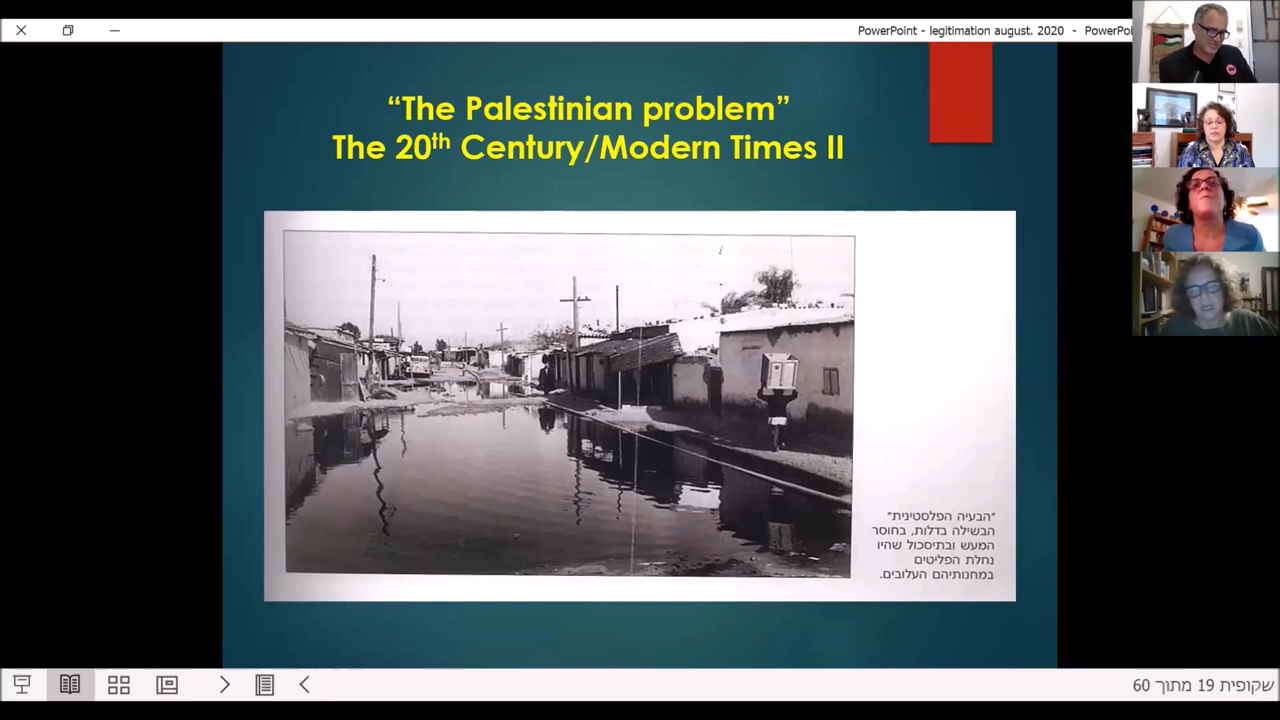 PowerPoint - legitimation august. 2020 - PowerPoi
“The Palestinian problem”
The 20th Century/Modern Times II
"הבעיה הפלסטינית"
הבשילה בדלות, בחוסר
המעש ובתיסכול שהיו
נחלת הפליטים
במחנותיהם העלובים.
שקופית 19 מתוך 60